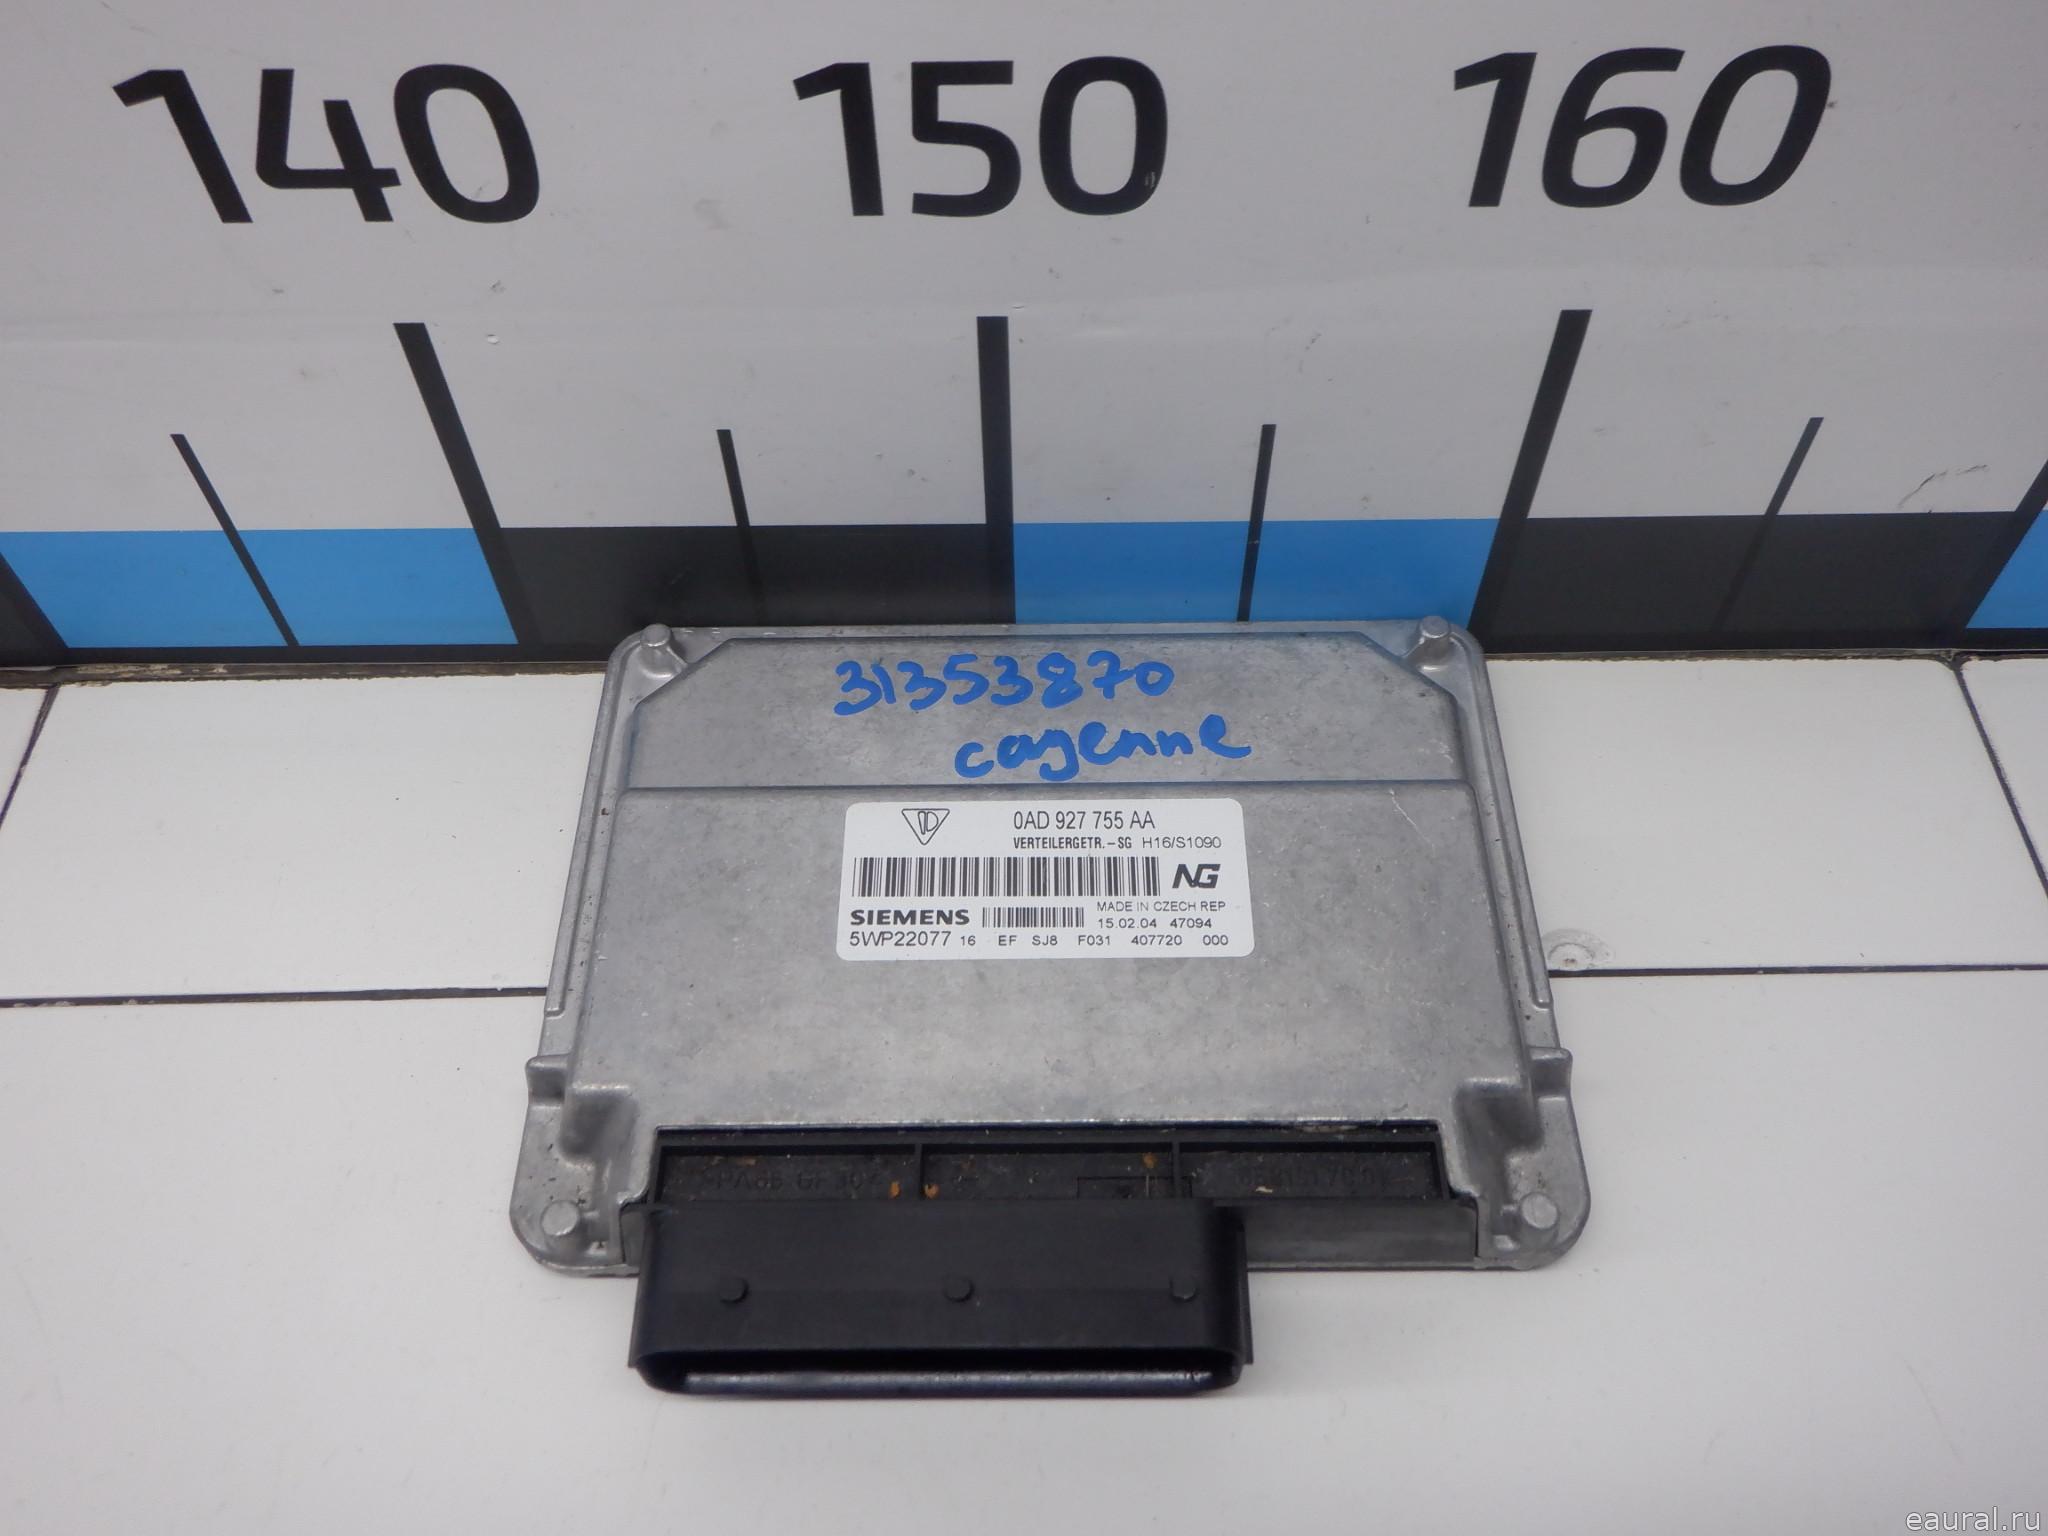 140 150 160
31353870
cayenne
0AD 927 755 AA
VERTEILERGETR.-SG H16/S1090
NG
SIEMENS MADE IN CZECH REP
15.02.04 47094
5WP22077 16 EF SJ8 F031 407720 000
eaural.ru